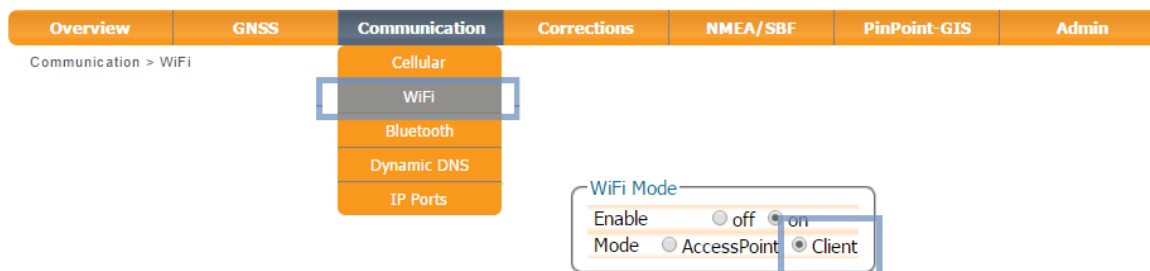 Overview GNSS Communication Corrections NMEA/SBF PinPoint-GIS Admin
Communication > WiFi
Cellular
WiFi
Bluetooth
Dynamic DNS
IP Ports
WiFi Mode
Enable off on
Mode AccessPoint Client